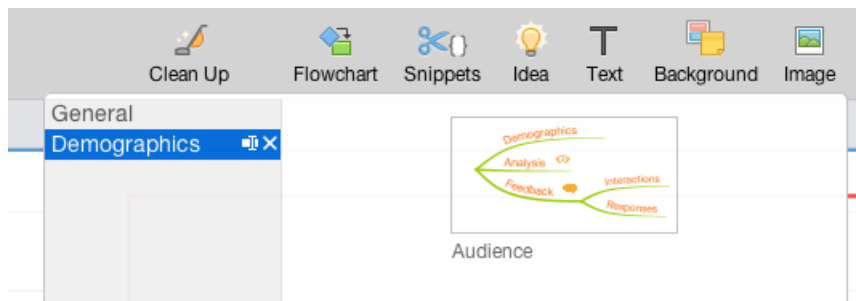 Clean Up Flowchart Snippets Idea Text Background Image
General
Demographics
Demographics
Analysis
Feedback
Interactions
Responses
Audience